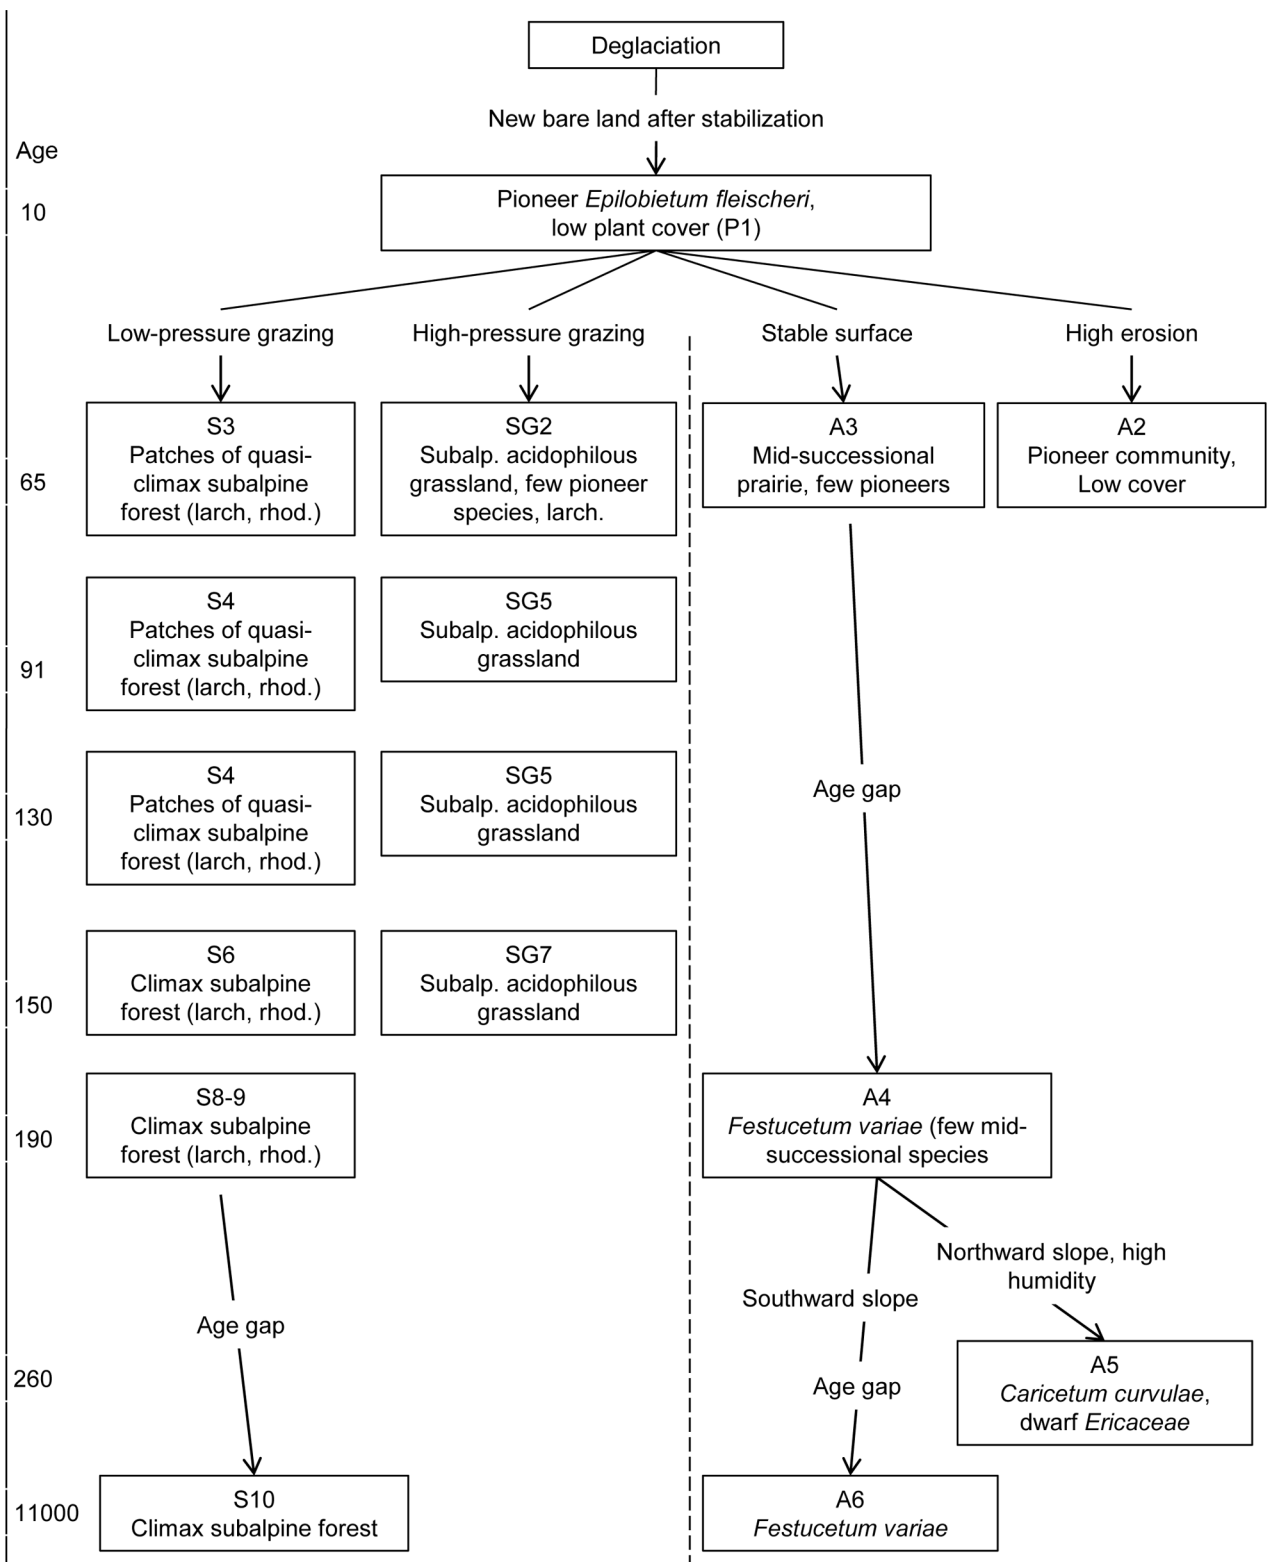 Deglaciation
New bare land after stabilization
Age
10
Pioneer Epilobietum fleischeri,
low plant cover (P1)
Low-pressure grazing
High-pressure grazing
Stable surface
High erosion
65
S3
Patches of quasi-
climax subalpine
forest (larch, rhod.)
SG2
Subalp. acidophilous
grassland, few pioneer
species, larch.
A3
Mid-successional
prairie, few pioneers
A2
Pioneer community,
Low cover
91
S4
Patches of quasi-
climax subalpine
forest (larch, rhod.)
SG5
Subalp. acidophilous
grassland
130
S4
Patches of quasi-
climax subalpine
forest (larch, rhod.)
SG5
Subalp. acidophilous
grassland
Age gap
150
S6
Climax subalpine
forest (larch, rhod.)
SG7
Subalp. acidophilous
grassland
190
S8-9
Climax subalpine
forest (larch, rhod.)
A4
Festucetum variae (few mid-
successional species
Northward slope, high
humidity
Southward slope
Age gap
260
Age gap
A5
Caricetum curvulae,
dwarf Ericaceae
11000
S10
Climax subalpine forest
A6
Festucetum variae